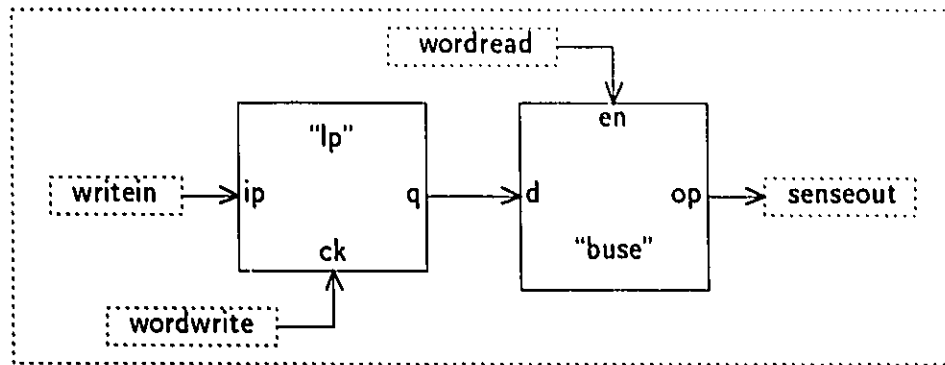 wordread
en
"lp"
writein
ip
q
d
op
senseout
ck
"buse"
wordwrite